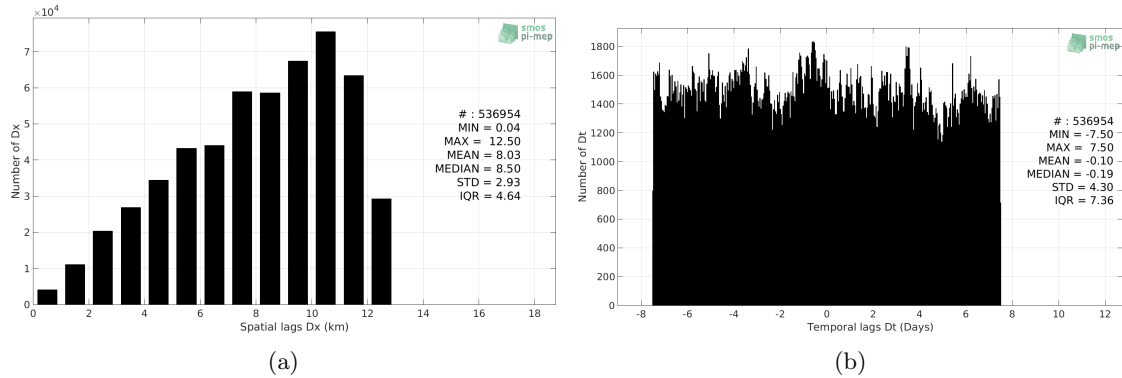 ×10^4
smos
pi-mep
7
6
5
4
3
2
1
0
Number of Dx
# : 536954
MIN = 0.04
MAX = 12.50
MEAN = 8.03
MEDIAN = 8.50
STD = 2.93
IQR = 4.64
0 2 4 6 8 10 12 14 16 18
Spatial lags Dx (km)
(a)
smos
pi-mep
1800
1600
1400
1200
1000
800
600
400
200
0
Number of Dt
# : 536954
MIN = -7.50
MAX = 7.50
MEAN = -0.10
MEDIAN = -0.19
STD = 4.30
IQR = 7.36
-8 -6 -4 -2 0 2 4 6 8 10 12
Temporal lags Dt (Days)
(b)